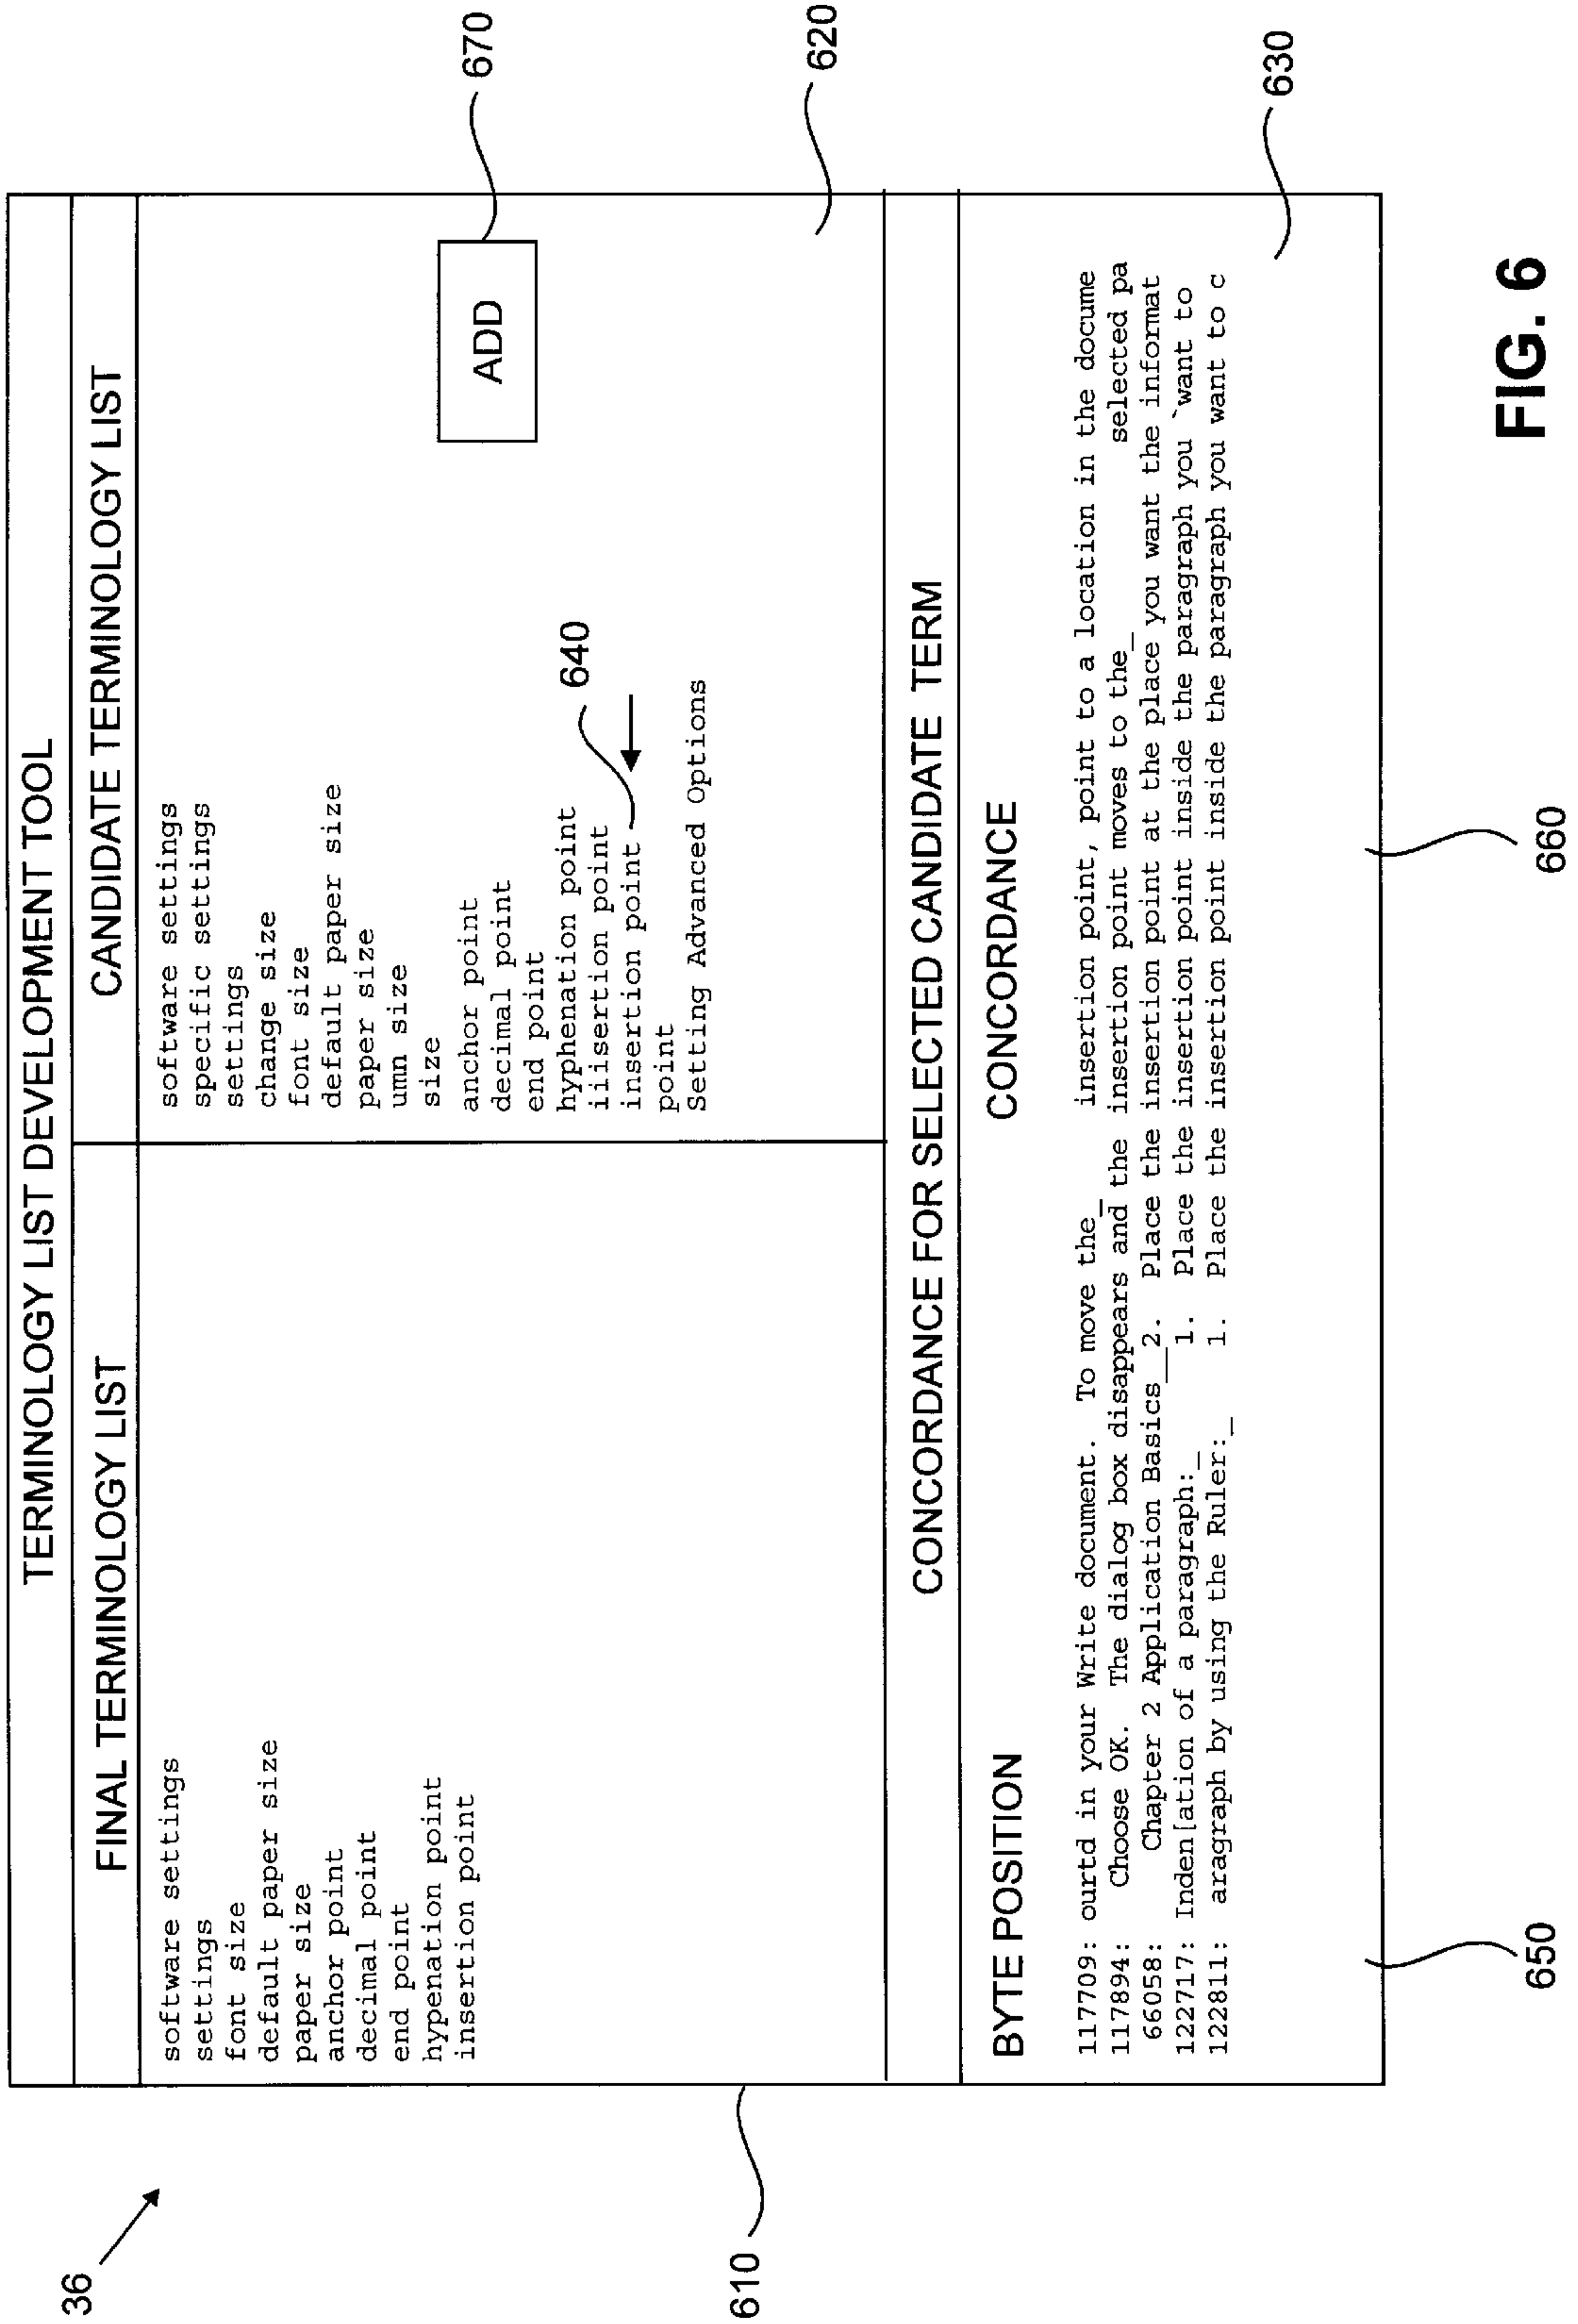 36
TERMINOLOGY LIST DEVELOPMENT TOOL
FINAL TERMINOLOGY LIST
software settings
settings
font size
default paper size
paper size
anchor point
decimal point
end point
hypenation point
insertion point
610
CANDIDATE TERMINOLOGY LIST
software settings
specific settings
settings
change size
font size
default paper size
paper size
umn size
size
anchor point
decimal point
end point
hyphenation point
iiisertion point
insertion point
point
Setting Advanced Options
640
ADD
670
620
CONCORDANCE FOR SELECTED CANDIDATE TERM
BYTE POSITION CONCORDANCE
117709: ourtd in your Write document. To move the_ insertion point, point to a location in the docume
117894: Choose OK. The dialog box disappears and_the insertion point moves to the_ selected pa
66058: Chapter 2 Application Basics__2. Place the insertion point at the place you want the informat
122717: Inden[ation of a paragraph:_ 1. Place the insertion point inside the paragraph you `want to
122811: aragraph by using the Ruler:_ 1. Place the insertion point inside the paragraph you want to c
630
650
660
FIG. 6